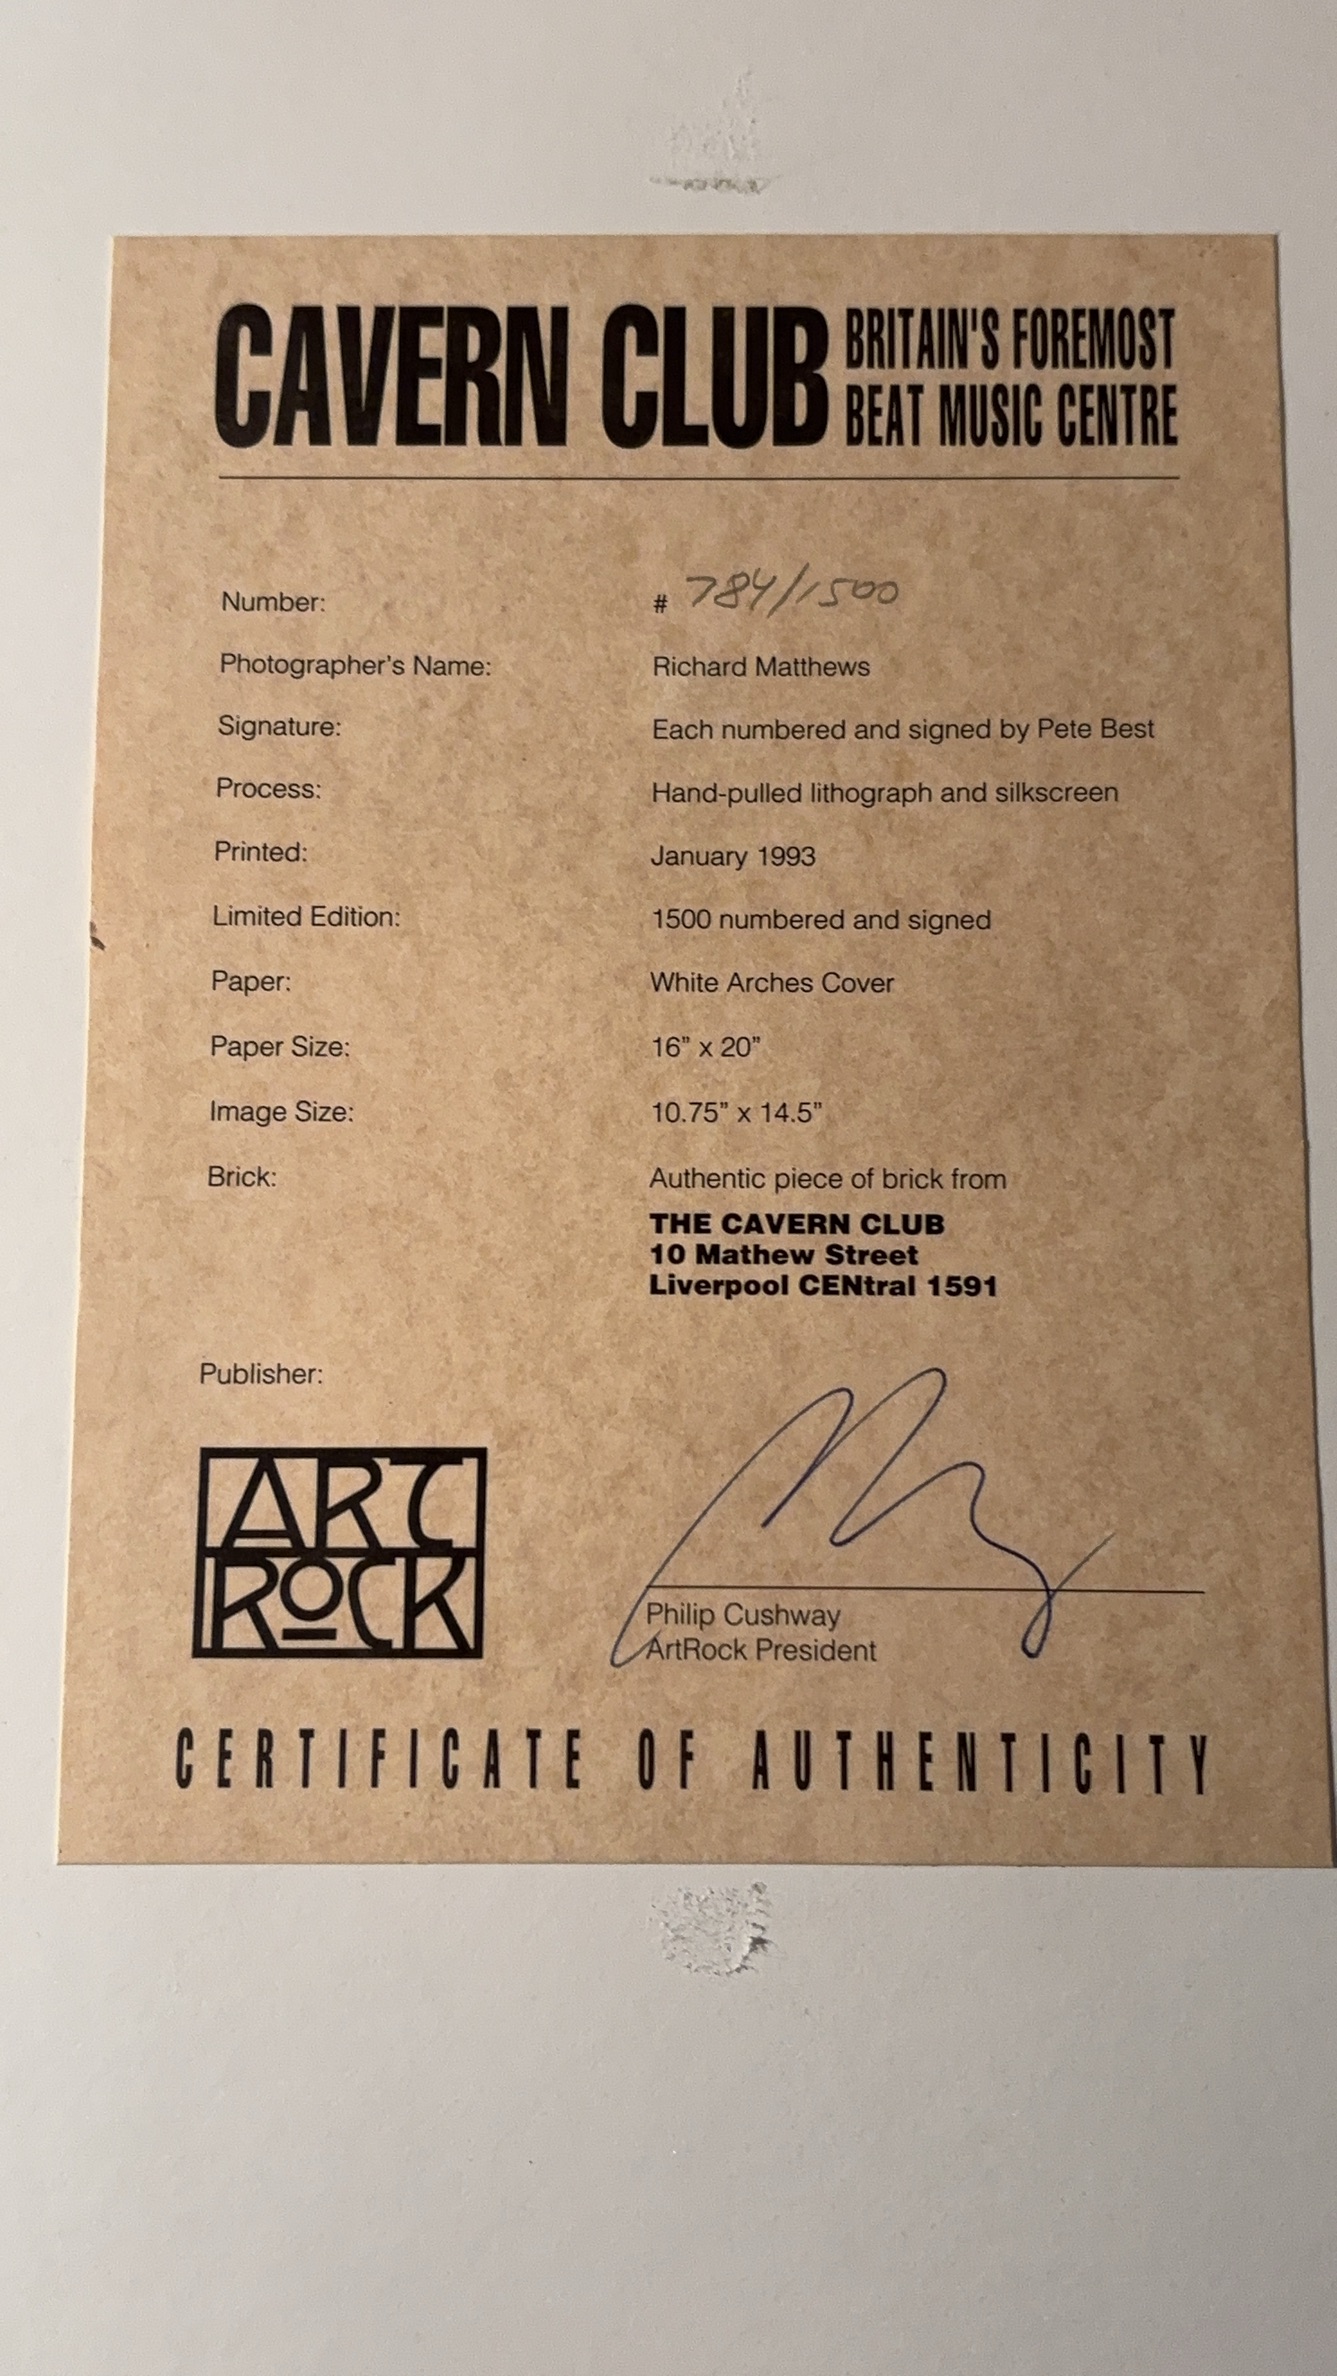 CAVERN CLUB BRITAIN'S FOREMOST
BEAT MUSIC CENTRE
Number: # 784/1500
Photographer's Name: Richard Matthews
Signature: Each numbered and signed by Pete Best
Process: Hand-pulled lithograph and silkscreen
Printed: January 1993
Limited Edition: 1500 numbered and signed
Paper: White Arches Cover
Paper Size: 16" x 20"
Image Size: 10.75" x 14.5"
Brick: Authentic piece of brick from
THE CAVERN CLUB
10 Mathew Street
Liverpool CENtral 1591
Publisher:
ART
ROCK
Philip Cushway
ArtRock President
CERTIFICATE OF AUTHENTICITY